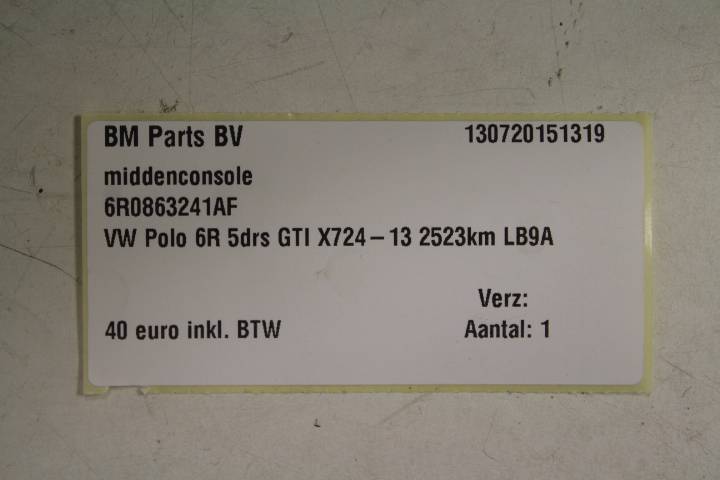 BM Parts BV 130720151319
middenconsole
6R0863241AF
VW Polo 6R 5drs GTI X724-13 2523km LB9A
Verz:
40 euro inkl. BTW Aantal: 1